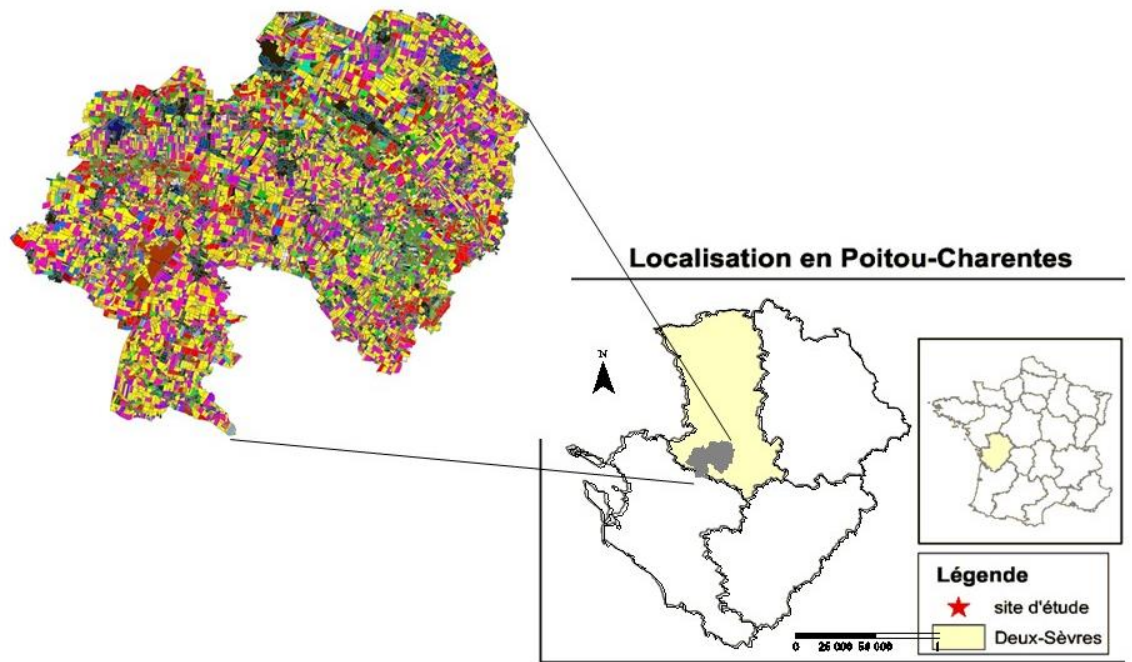 Localisation en Poitou-Charentes
N
Légende
site d'étude
Deux-Sèvres
0 25 000 50 000